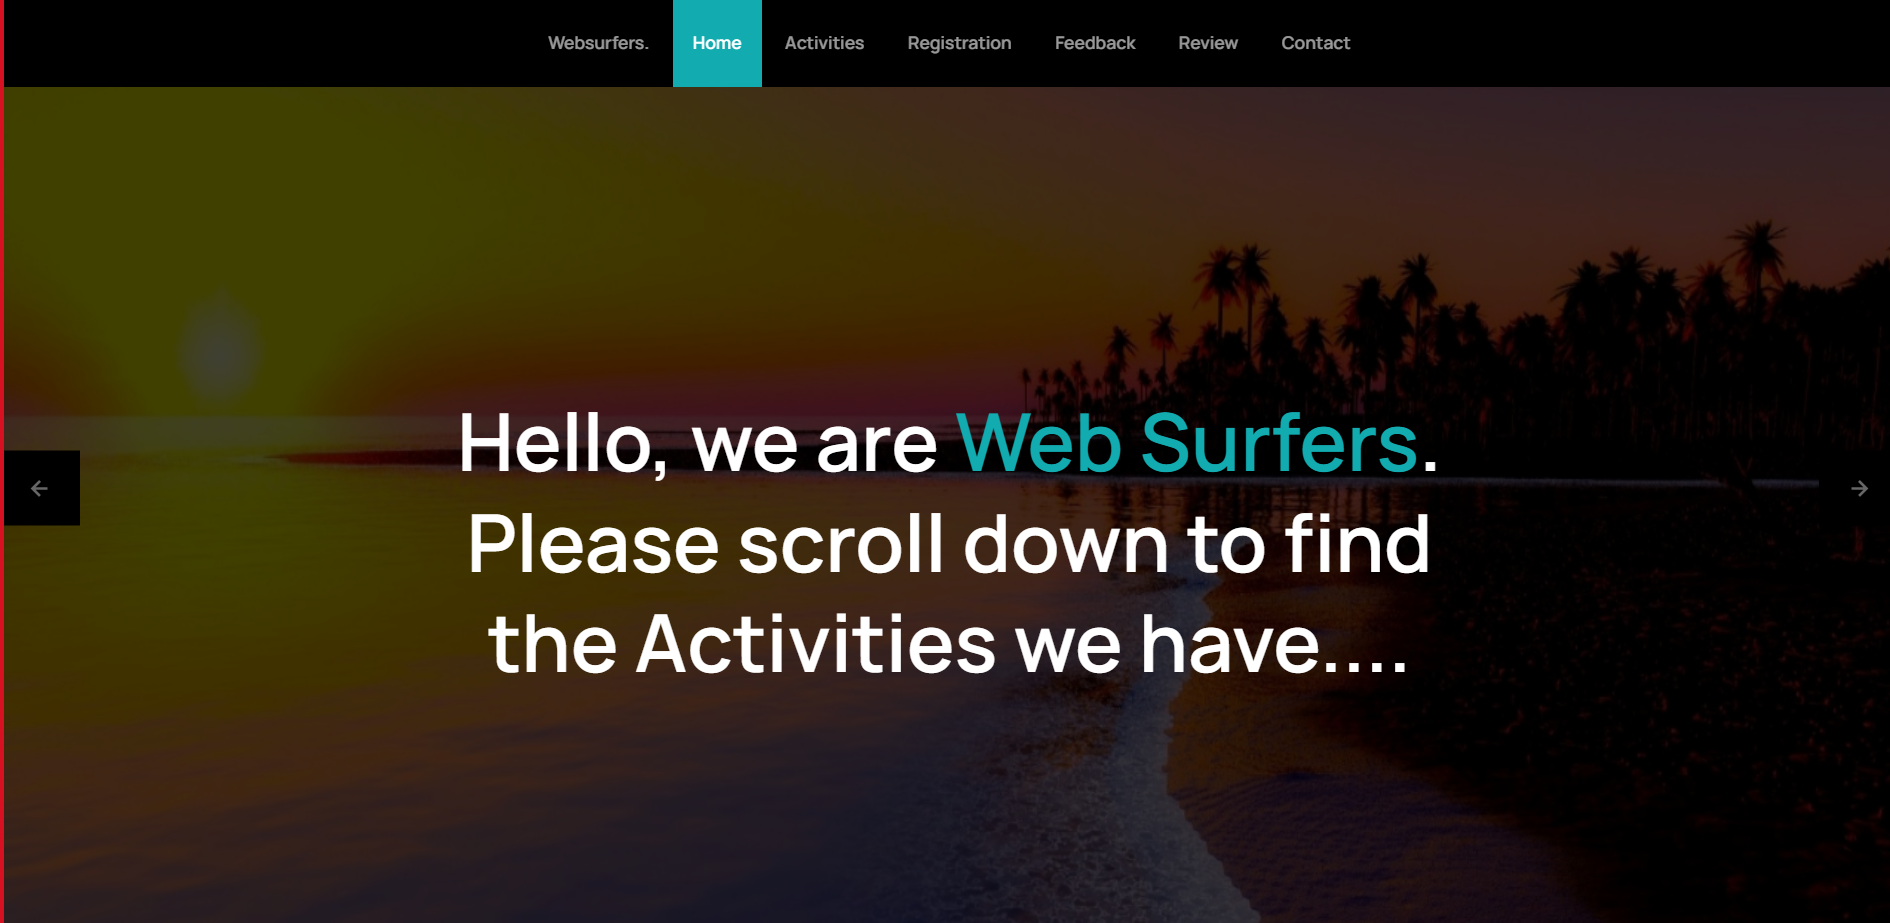 Websurfers. Home Activities Registration Feedback Review Contact
Hello, we are Web Surfers.
Please scroll down to find
the Activities we have....